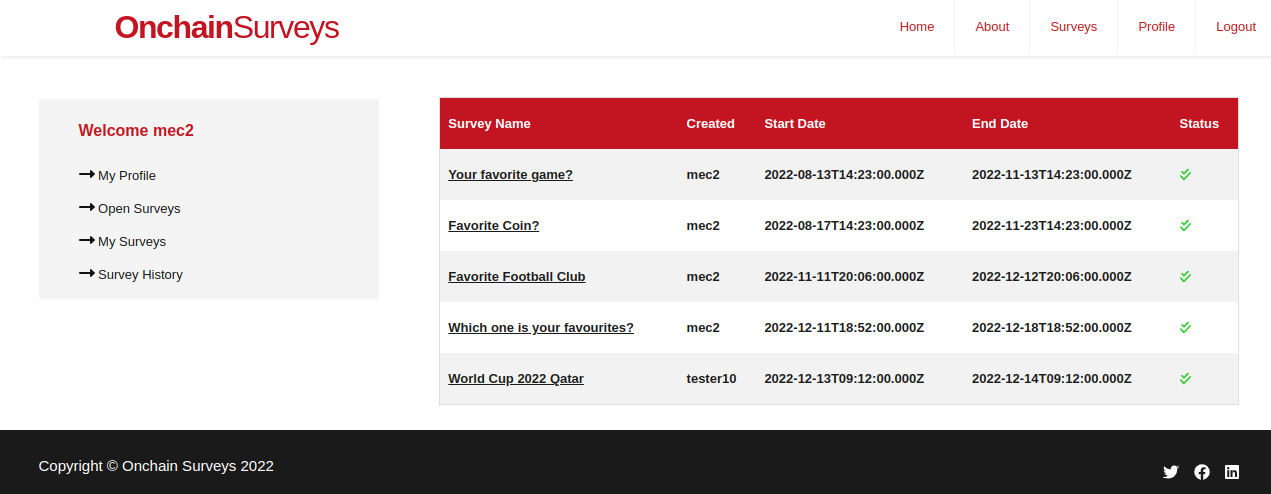 OnchainSurveys
Home About Surveys Profile Logout
Welcome mec2
My Profile
Open Surveys
My Surveys
Survey History
Survey Name Created Start Date End Date Status
Your favorite game? mec2 2022-08-13T14:23:00.000Z 2022-11-13T14:23:00.000Z
Favorite Coin? mec2 2022-08-17T14:23:00.000Z 2022-11-23T14:23:00.000Z
Favorite Football Club mec2 2022-11-11T20:06:00.000Z 2022-12-12T20:06:00.000Z
Which one is your favourites? mec2 2022-12-11T18:52:00.000Z 2022-12-18T18:52:00.000Z
World Cup 2022 Qatar tester10 2022-12-13T09:12:00.000Z 2022-12-14T09:12:00.000Z
Copyright © Onchain Surveys 2022